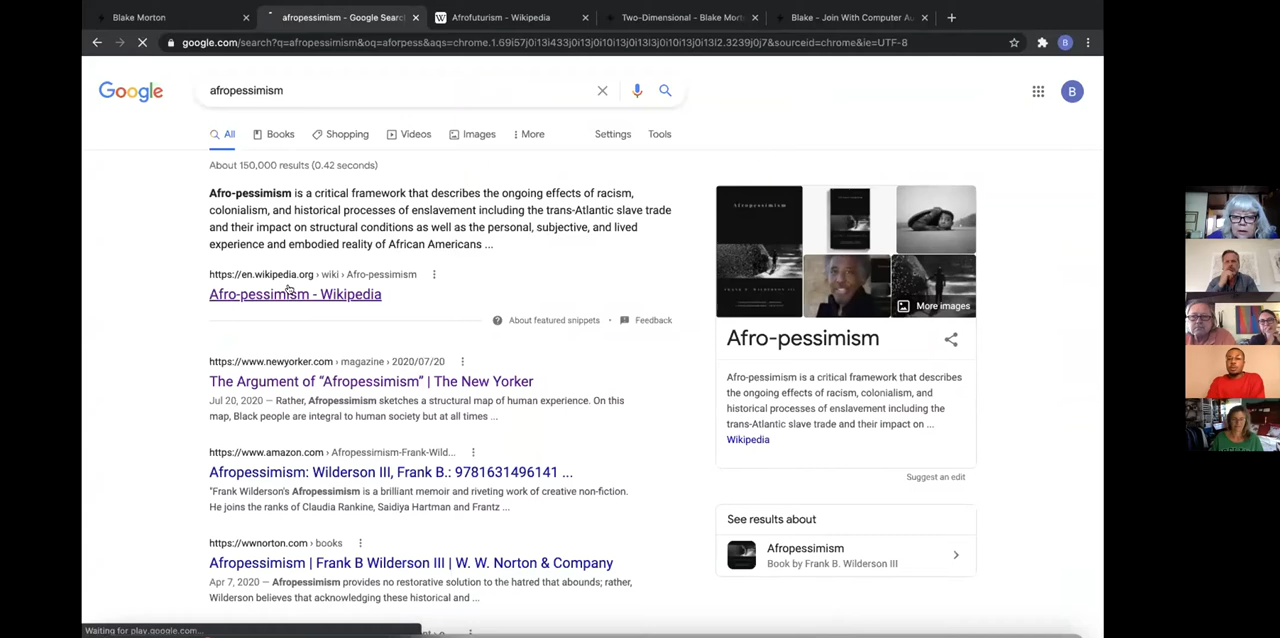 Blake Morton
afropessimism - Google Searc
Afrofuturism - Wikipedia
Two-Dimensional - Blake Mort
Blake - Join With Computer Au
google.com/search?q=afropessimism&oq=aforpess&aqs=chrome.1.69i57j0i13i433j0i13j0i10i13j0i13l3j0i10i13j0i13l2.3239j0j7&sourceid=chrome&ie=UTF-8
B
Google
afropessimism
B
All
Books
Shopping
Videos
Images
More
Settings
Tools
About 150,000 results (0.42 seconds)
Afro-pessimism is a critical framework that describes the ongoing effects of racism,
colonialism, and historical processes of enslavement including the trans-Atlantic slave trade
and their impact on structural conditions as well as the personal, subjective, and lived
experience and embodied reality of African Americans ...
https://en.wikipedia.org › wiki › Afro-pessimism
Afro-pessimism - Wikipedia
About featured snippets
Feedback
https://www.newyorker.com › magazine › 2020/07/20
The Argument of “Afropessimism” | The New Yorker
Jul 20, 2020 — Rather, Afropessimism sketches a structural map of human experience. On this
map, Black people are integral to human society but at all times ...
https://www.amazon.com › Afropessimism-Frank-Wild...
Afropessimism: Wilderson III, Frank B.: 9781631496141 ...
"Frank Wilderson's Afropessimism is a brilliant memoir and riveting work of creative non-fiction.
He joins the ranks of Claudia Rankine, Saidiya Hartman and Frantz ...
https://wwnorton.com › books
Afropessimism | Frank B Wilderson III | W. W. Norton & Company
Apr 7, 2020 — Afropessimism provides no restorative solution to the hatred that abounds; rather,
Wilderson believes that acknowledging these historical and ...
Waiting for play.google.com...
Afropessimism
More images
Afro-pessimism
Afro-pessimism is a critical framework that describes
the ongoing effects of racism, colonialism, and
historical processes of enslavement including the
trans-Atlantic slave trade and their impact on ...
Wikipedia
Suggest an edit
See results about
Afropessimism
Book by Frank B. Wilderson III